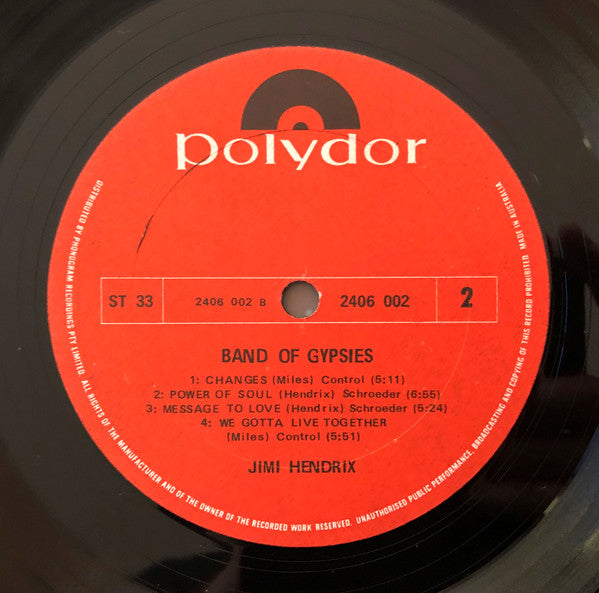 polydor
ST 33
2406 002 B
2406 002
2
BAND OF GYPSIES
1: CHANGES (Miles) Control (5:11)
2: POWER OF SOUL (Hendrix) Schroeder (6:55)
3: MESSAGE TO LOVE (Hendrix) Schroeder (5:24)
4: WE GOTTA LIVE TOGETHER
(Miles) Control (5:51)
JIMI HENDRIX
DISTRIBUTED BY PHONOGRAM RECORDINGS PTY LIMITED. ALL RIGHTS OF THE MANUFACTURER AND OF THE OWNER OF THE RECORDED WORK RESERVED. UNAUTHORISED PUBLIC PERFORMANCE, BROADCASTING AND COPYING OF THIS RECORD PROHIBITED. MADE IN AUSTRALIA